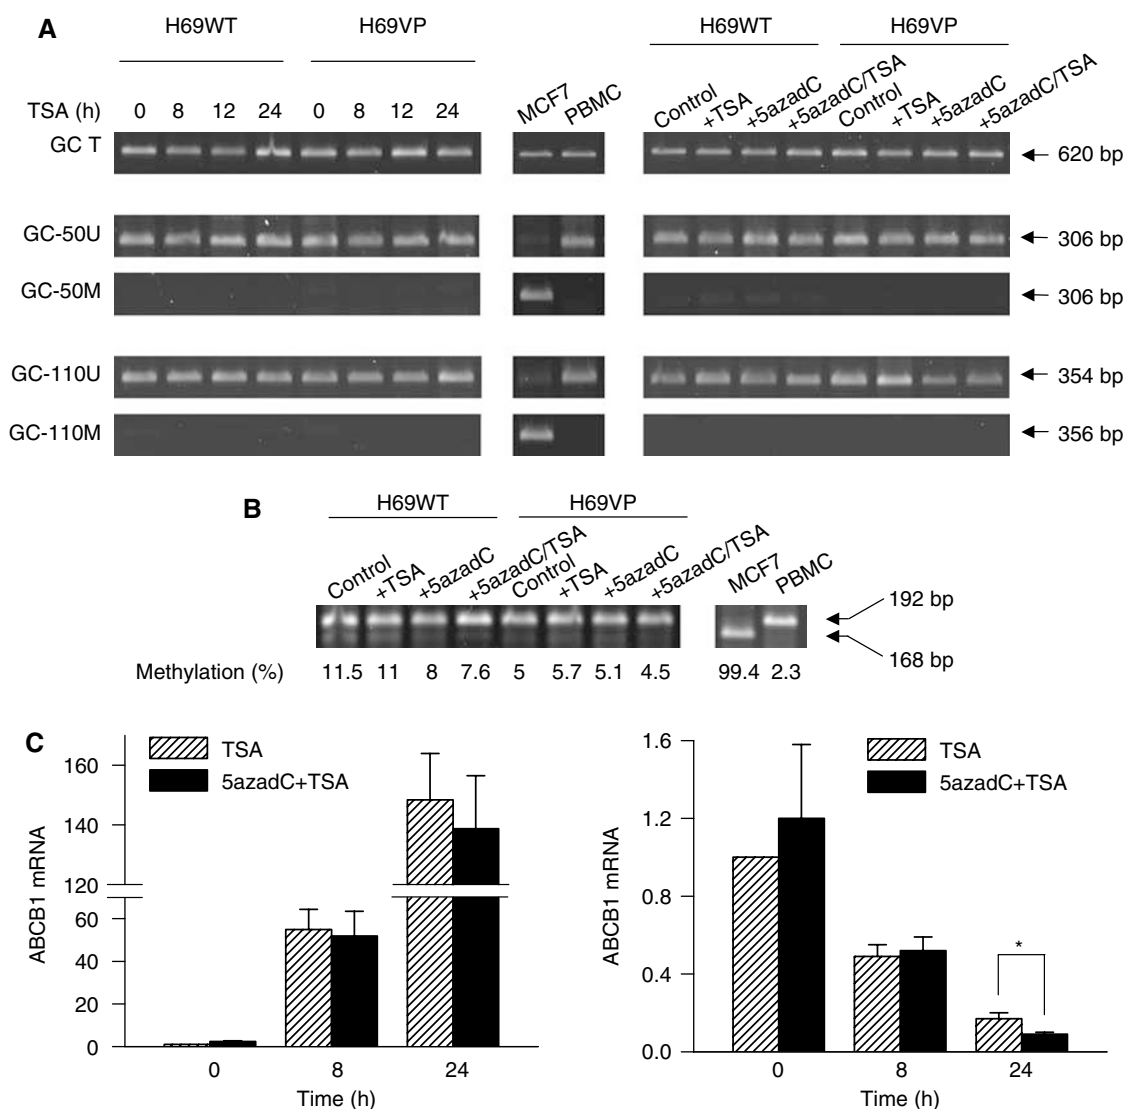 A
H69WT H69VP
H69WT H69VP
TSA (h) 0 8 12 24 0 8 12 24
MCF7 PBMC
Control +TSA +5azadC +5azadC/TSA Control +TSA +5azadC +5azadC/TSA
GC T 620 bp
GC-50U 306 bp
GC-50M 306 bp
GC-110U 354 bp
GC-110M 356 bp
B
H69WT H69VP
Control +TSA +5azadC +5azadC/TSA Control +TSA +5azadC +5azadC/TSA MCF7 PBMC
192 bp
168 bp
Methylation (%) 11.5 11 8 7.6 5 5.7 5.1 4.5 99.4 2.3
C
TSA
5azadC+TSA
ABCB1 mRNA
160
140
120
60
40
20
0
0 8 24
Time (h)
TSA
5azadC+TSA
ABCB1 mRNA
1.6
1.2
0.8
0.4
0.0
*
0 8 24
Time (h)